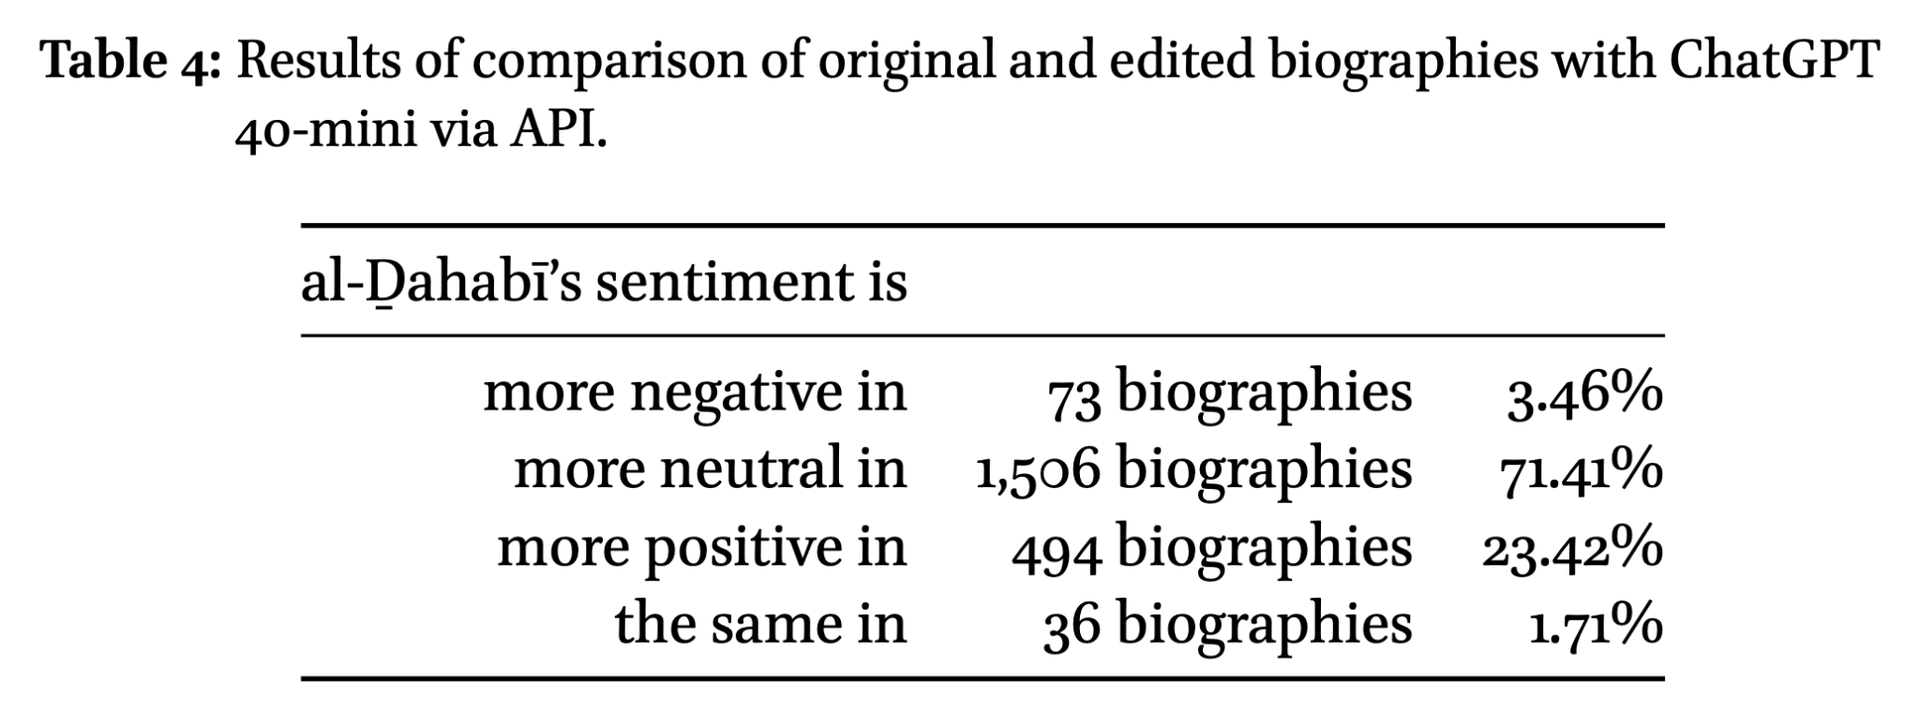 Table 4: Results of comparison of original and edited biographies with ChatGPT
4o-mini via API.
al-Ḏahabī’s sentiment is
more negative in 73 biographies 3.46%
more neutral in 1,506 biographies 71.41%
more positive in 494 biographies 23.42%
the same in 36 biographies 1.71%